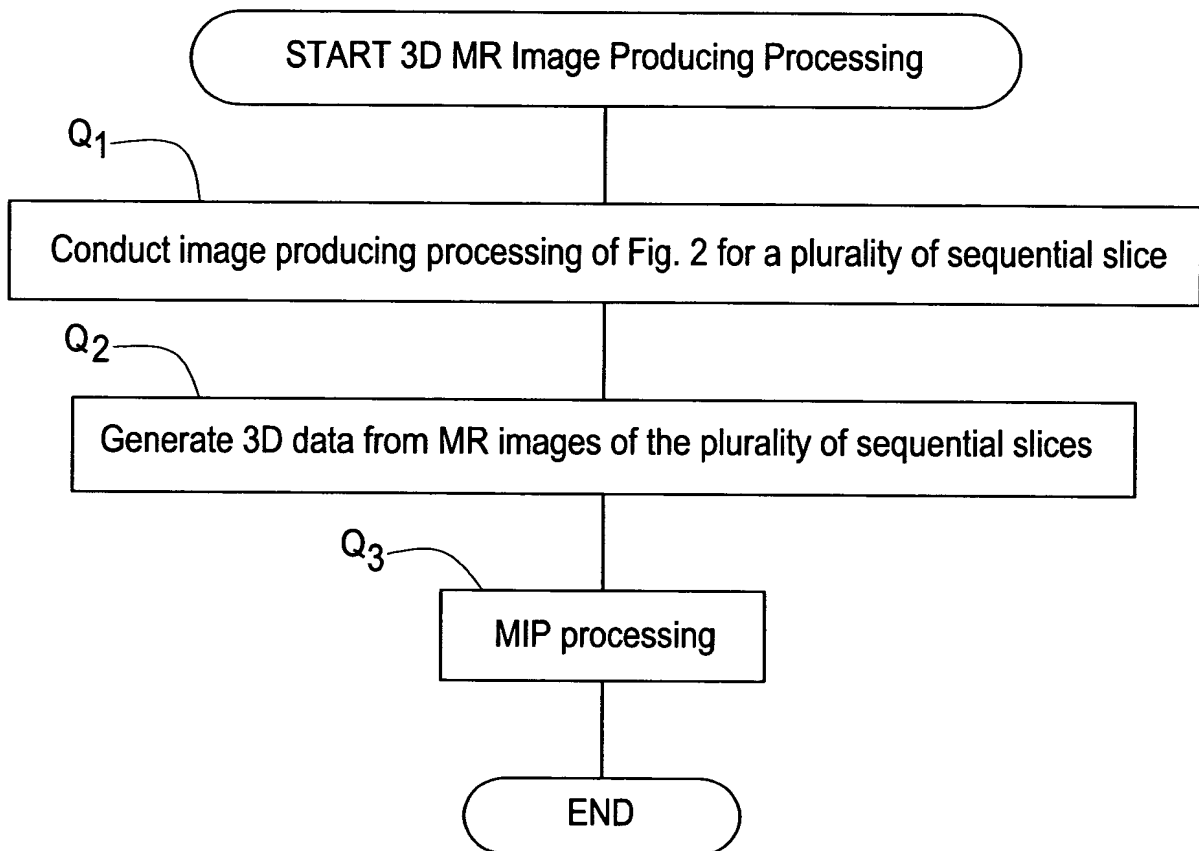 START 3D MR Image Producing Processing
Q1
Conduct image producing processing of Fig. 2 for a plurality of sequential slice
Q2
Generate 3D data from MR images of the plurality of sequential slices
Q3
MIP processing
END